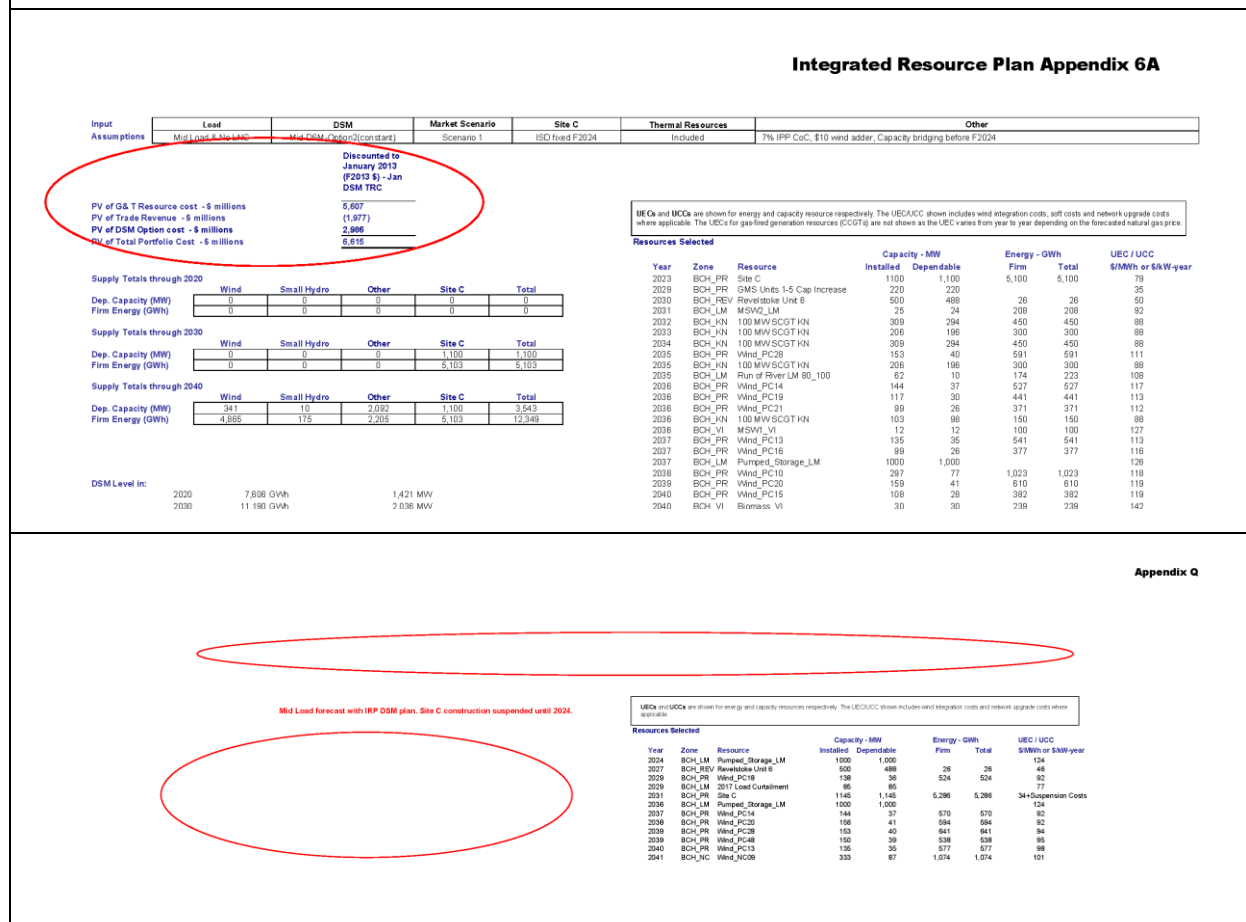 Integrated Resource Plan Appendix 6A
Input Load DSM Market Scenario Site C Thermal Resources Other
Assumptions Mid Load & No LNG Mid DSM-Option2(constant) Scenario 1 ISD fixed F2024 Included 7% IPP CoC, $10 wind adder, Capacity bridging before F2024
Discounted to
January 2013
(F2013 $) - Jan
DSM TRC
PV of G& T Resource cost - $ millions 5,607
PV of Trade Revenue - $ millions (1,977)
PV of DSM Option cost - $ millions 2,986
PV of Total Portfolio Cost - $ millions 6,615
Supply Totals through 2020
Wind Small Hydro Other Site C Total
Dep. Capacity (MW) 0 0 0 0 0
Firm Energy (GWh) 0 0 0 0 0
Supply Totals through 2030
Wind Small Hydro Other Site C Total
Dep. Capacity (MW) 0 0 0 1,100 1,100
Firm Energy (GWh) 0 0 0 5,103 5,103
Supply Totals through 2040
Wind Small Hydro Other Site C Total
Dep. Capacity (MW) 341 10 2,092 1,100 3,543
Firm Energy (GWh) 4,865 175 2,205 5,103 12,349
DSM Level in:
2020 7,606 GWh 1,421 MW
2030 11,190 GWh 2,036 MW
UECs and UCCs are shown for energy and capacity resource respectively. The UEC/UCC shown includes wind integration costs, soft costs and network upgrade costs
where applicable. The UECs for gas-fired generation resources (CCGTs) are not shown as the UEC varies from year to year depending on the forecasted natural gas price.
Resources Selected
Capacity - MW Energy - GWh UEC / UCC
Year Zone Resource Installed Dependable Firm Total $/MWh or $/kW-year
2023 BCH_PR Site C 1100 1,100 5,100 5,100 79
2029 BCH_PR GMS Units 1-5 Cap Increase 220 220 35
2030 BCH_REV Revelstoke Unit 6 500 488 26 26 50
2031 BCH_LM MSW2_LM 25 24 208 208 92
2032 BCH_KN 100 MW SCGT KN 309 294 450 450 88
2033 BCH_KN 100 MW SCGT KN 206 196 300 300 88
2034 BCH_KN 100 MW SCGT KN 309 294 450 450 88
2035 BCH_PR Wind_PC28 153 40 591 591 111
2035 BCH_KN 100 MW SCGT KN 206 196 300 300 88
2035 BCH_LM Run of River LM 80_100 62 10 174 223 108
2036 BCH_PR Wind_PC14 144 37 527 527 117
2036 BCH_PR Wind_PC19 117 30 441 441 113
2036 BCH_PR Wind_PC21 99 26 371 371 112
2036 BCH_KN 100 MW SCGT KN 103 98 150 150 88
2036 BCH_VI MSW1_VI 12 12 100 100 127
2037 BCH_PR Wind_PC13 135 35 541 541 113
2037 BCH_PR Wind_PC16 99 26 377 377 116
2037 BCH_LM Pumped_Storage_LM 1000 1,000 126
2038 BCH_PR Wind_PC10 297 77 1,023 1,023 118
2039 BCH_PR Wind_PC20 159 41 610 610 119
2040 BCH_PR Wind_PC15 108 28 382 382 119
2040 BCH_VI Biomass_VI 30 30 239 239 142
Appendix Q
Mid Load forecast with IRP DSM plan. Site C construction suspended until 2024.
UECs and UCCs are shown for energy and capacity resources respectively. The UEC/UCC shown includes wind integration costs and network upgrade costs where
applicable.
Resources Selected
Capacity - MW Energy - GWh UEC / UCC
Year Zone Resource Installed Dependable Firm Total $/MWh or $/kW-year
2024 BCH_LM Pumped_Storage_LM 1000 1,000 124
2027 BCH_REV Revelstoke Unit 6 500 488 26 26 46
2029 BCH_PR Wind_PC18 138 36 524 524 92
2029 BCH_LM 2017 Load Curtailment 85 85 77
2031 BCH_PR Site C 1145 1,145 5,286 5,286 34+Suspension Costs
2036 BCH_LM Pumped_Storage_LM 1000 1,000 124
2037 BCH_PR Wind_PC14 144 37 570 570 92
2038 BCH_PR Wind_PC20 156 41 594 594 92
2039 BCH_PR Wind_PC28 153 40 641 641 94
2039 BCH_PR Wind_PC48 150 39 538 538 95
2040 BCH_PR Wind_PC13 135 35 577 577 98
2041 BCH_NC Wind_NC09 333 87 1,074 1,074 101